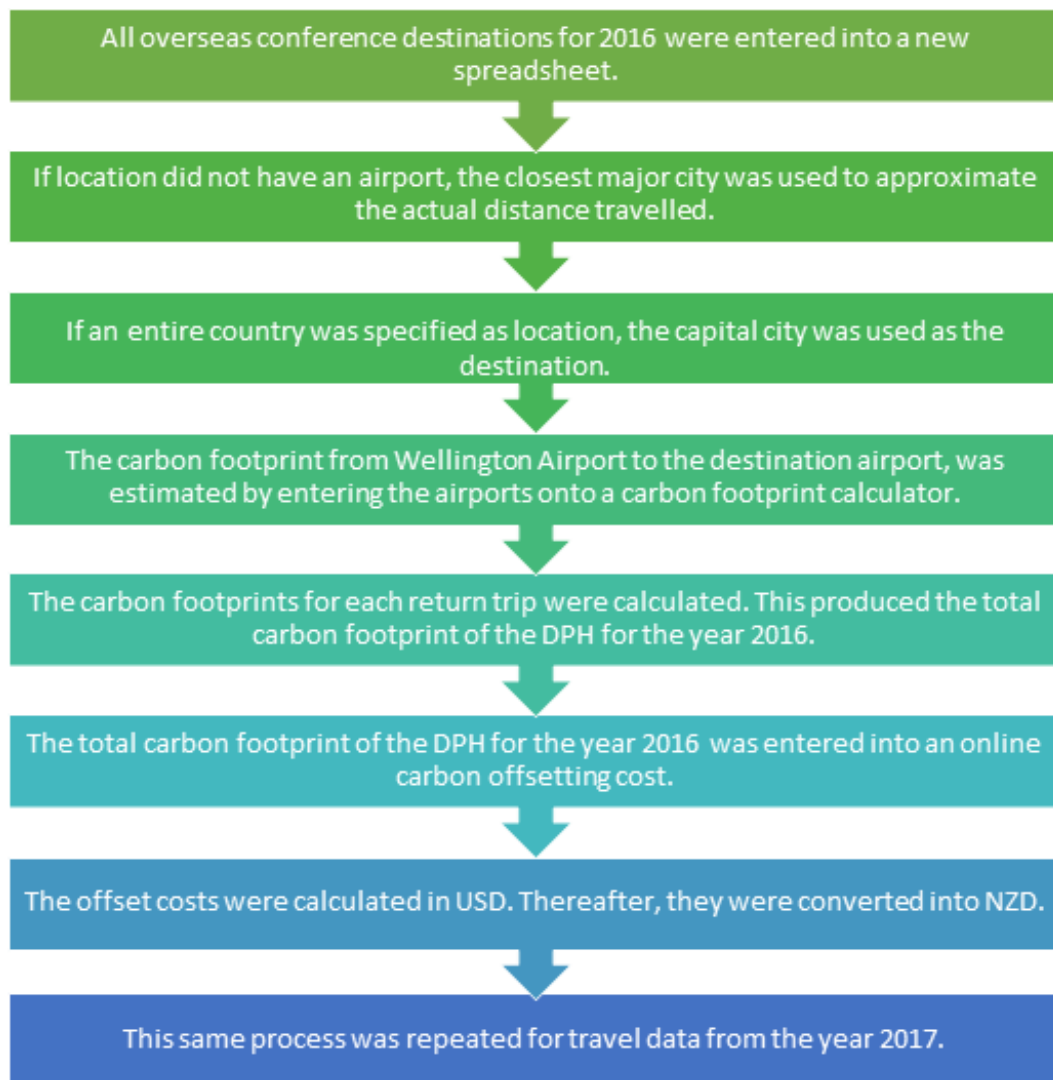 All overseas conference destinations for 2016 were entered into a new
spreadsheet.
If location did not have an airport, the closest major city was used to approximate
the actual distance travelled.
If an entire country was specified as location, the capital city was used as the
destination.
The carbon footprint from Wellington Airport to the destination airport, was
estimated by entering the airports onto a carbon footprint calculator.
The carbon footprints for each return trip were calculated. This produced the total
carbon footprint of the DPH for the year 2016.
The total carbon footprint of the DPH for the year 2016 was entered into an online
carbon offsetting cost.
The offset costs were calculated in USD. Thereafter, they were converted into NZD.
This same process was repeated for travel data from the year 2017.